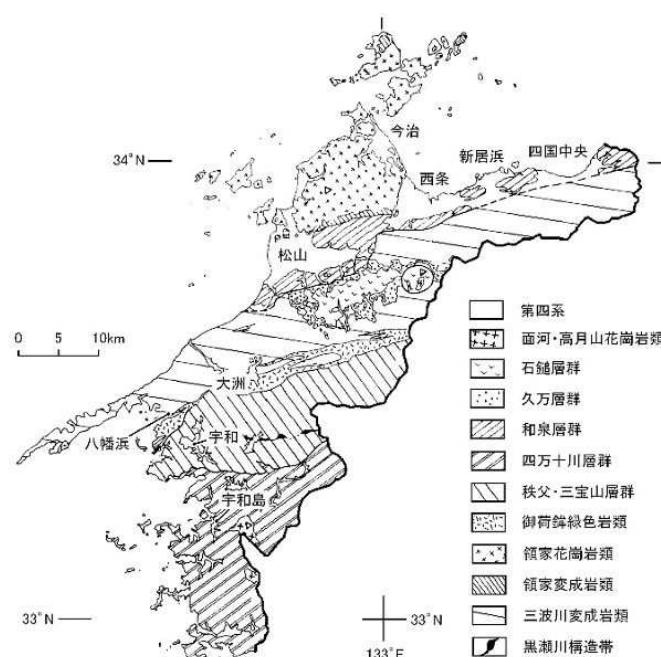 今治
34°N
新居浜
四国中央
西条
松山
0 5 10km
大洲
八幡浜
宇和
宇和島
33°N
33°N
133°E
第四系
面河・高月山花崗岩類
石鎚層群
久万層群
和泉層群
四万十川層群
秩父・三宝山層群
御荷鉾緑色岩類
領家花崗岩類
領家変成岩類
三波川変成岩類
黒瀬川構造帯